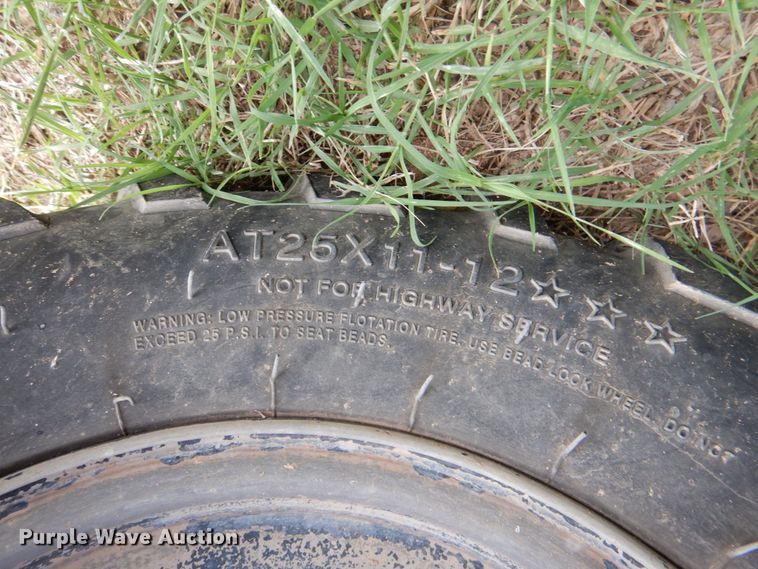 AT25X11-12☆☆☆
NOT FOR HIGHWAY SERVICE
WARNING: LOW PRESSURE FLOTATION TIRE, USE BEAD LOCK WHEEL, DO NOT
EXCEED 25 P.S.I. TO SEAT BEADS.
Purple Wave Auction